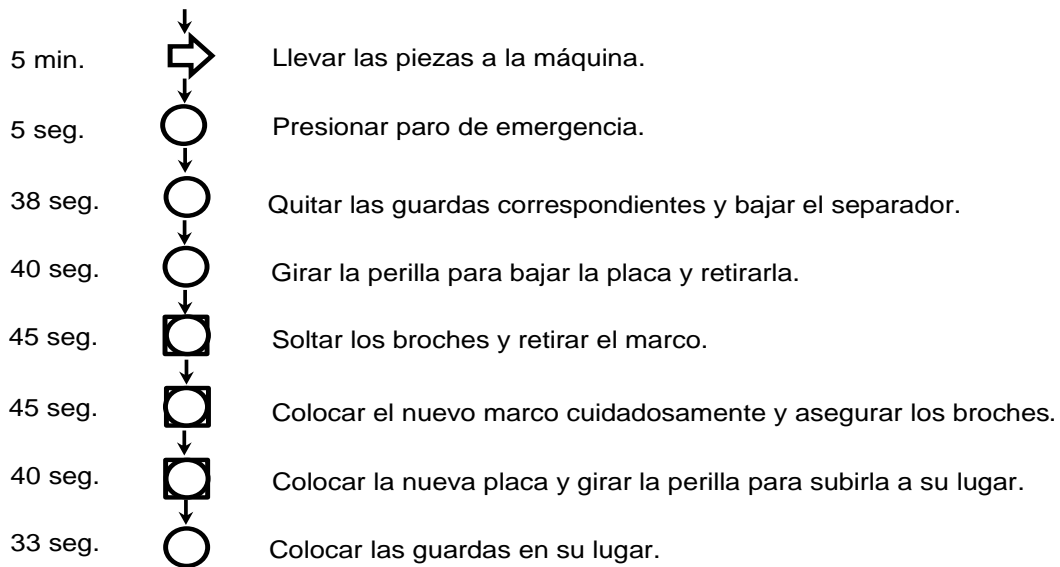 5 min. Llevar las piezas a la máquina.
5 seg. Presionar paro de emergencia.
38 seg. Quitar las guardas correspondientes y bajar el separador.
40 seg. Girar la perilla para bajar la placa y retirarla.
45 seg. Soltar los broches y retirar el marco.
45 seg. Colocar el nuevo marco cuidadosamente y asegurar los broches.
40 seg. Colocar la nueva placa y girar la perilla para subirla a su lugar.
33 seg. Colocar las guardas en su lugar.